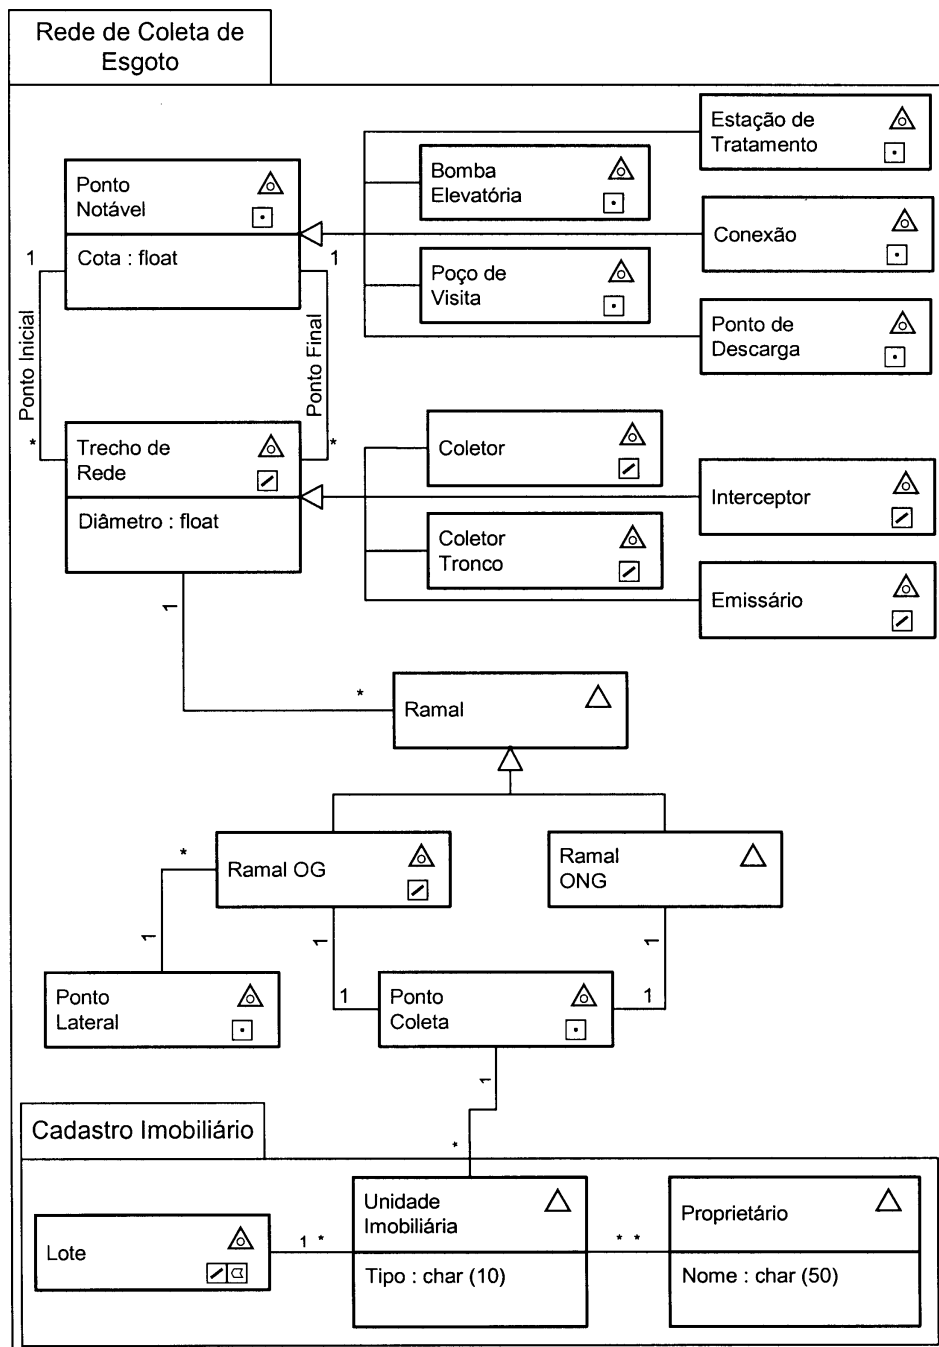 Rede de Coleta de
Esgoto
Estação de
Tratamento
Bomba
Elevatória
Ponto
Notável
Conexão
Cota : float
Poço de
Visita
Ponto de
Descarga
1
1
Ponto Inicial
Ponto Final
*
*
Trecho de
Rede
Coletor
Interceptor
Diâmetro : float
Coletor
Tronco
Emissário
1
*
Ramal
*
Ramal OG
Ramal
ONG
1
1
1
Ponto
Lateral
1
Ponto
Coleta
1
1
Cadastro Imobiliário
*
Unidade
Imobiliária
Proprietário
Lote
1 *
* *
Tipo : char (10)
Nome : char (50)